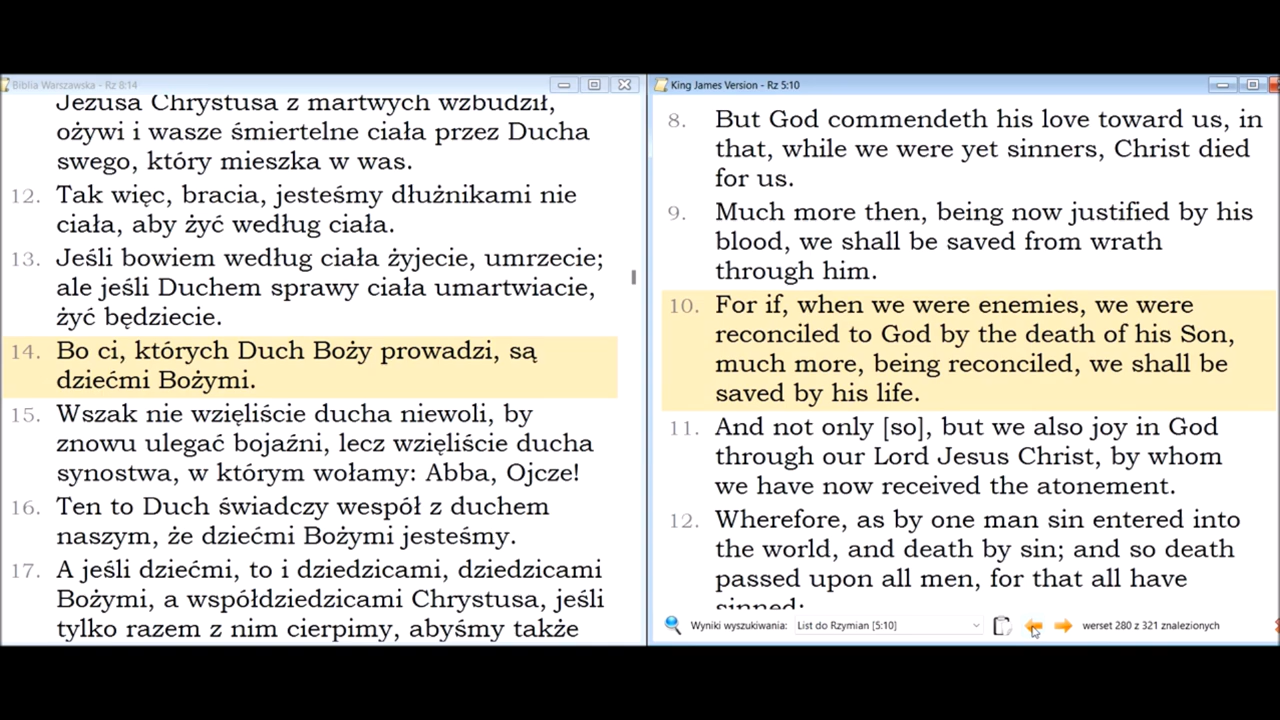 Biblia Warszawska - Rz 8:14
Jezusa Chrystusa z martwych wzbudził,
ożywi i wasze śmiertelne ciała przez Ducha
swego, który mieszka w was.
12. Tak więc, bracia, jesteśmy dłużnikami nie
ciała, aby żyć według ciała.
13. Jeśli bowiem według ciała żyjecie, umrzecie;
ale jeśli Duchem sprawy ciała umartwiacie,
żyć będziecie.
14. Bo ci, których Duch Boży prowadzi, są
dziećmi Bożymi.
15. Wszak nie wzięliście ducha niewoli, by
znowu ulegać bojaźni, lecz wzięliście ducha
synostwa, w którym wołamy: Abba, Ojcze!
16. Ten to Duch świadczy wespół z duchem
naszym, że dziećmi Bożymi jesteśmy.
17. A jeśli dziećmi, to i dziedzicami, dziedzicami
Bożymi, a współdziedzicami Chrystusa, jeśli
tylko razem z nim cierpimy, abyśmy także
King James Version - Rz 5:10
8. But God commendeth his love toward us, in
that, while we were yet sinners, Christ died
for us.
9. Much more then, being now justified by his
blood, we shall be saved from wrath
through him.
10. For if, when we were enemies, we were
reconciled to God by the death of his Son,
much more, being reconciled, we shall be
saved by his life.
11. And not only [so], but we also joy in God
through our Lord Jesus Christ, by whom
we have now received the atonement.
12. Wherefore, as by one man sin entered into
the world, and death by sin; and so death
passed upon all men, for that all have
sinned:
Wyniki wyszukiwania: List do Rzymian [5:10] werset 280 z 321 znalezionych